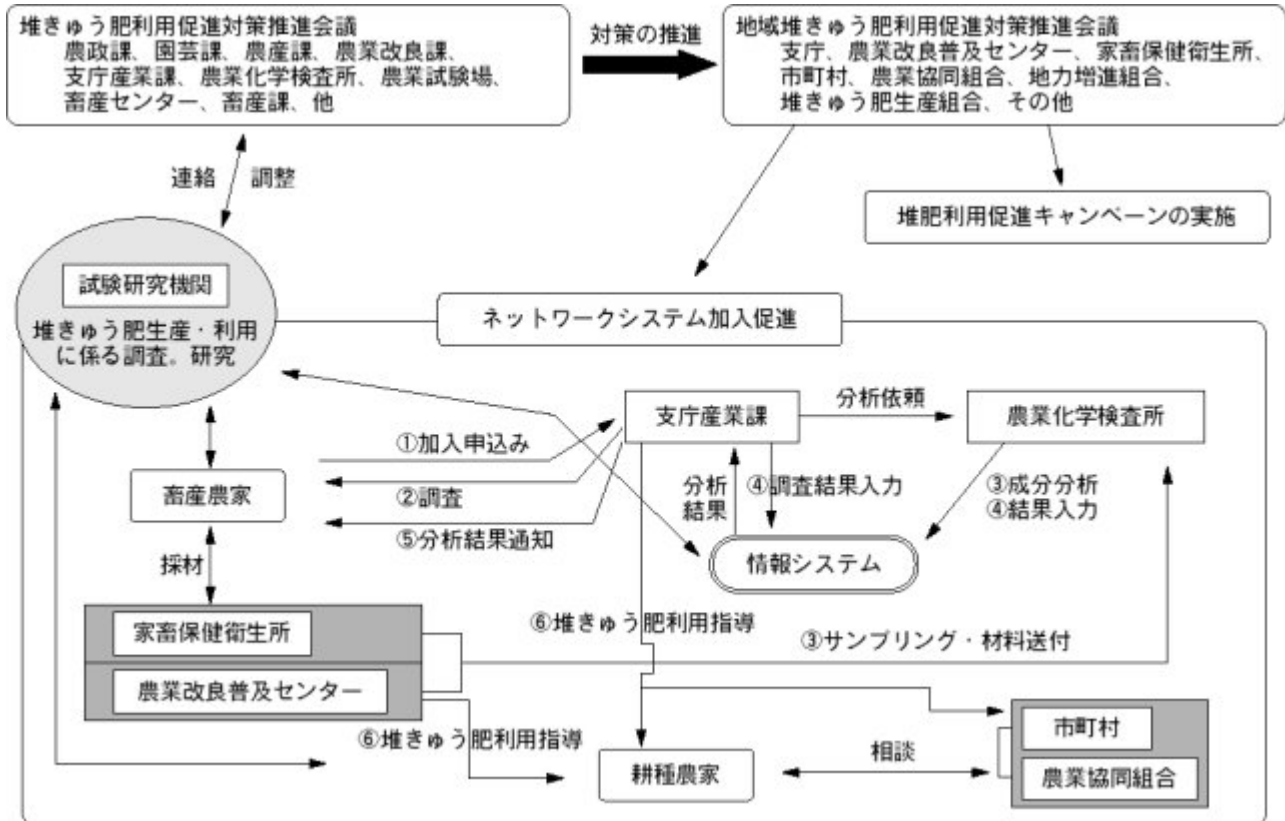 堆きゅう肥利用促進対策推進会議
農政課、園芸課、農産課、農業改良課、
支庁産業課、農業化学検査所、農業試験場、
畜産センター、畜産課、他
対策の推進
地域堆きゅう肥利用促進対策推進会議
支庁、農業改良普及センター、家畜保健衛生所、
市町村、農業協同組合、地力増進組合、
堆きゅう肥生産組合、その他
連絡
調整
堆肥利用促進キャンペーンの実施
試験研究機関
堆きゅう肥生産・利用
に係る調査。研究
ネットワークシステム加入促進
支庁産業課
分析依頼
農業化学検査所
①加入申込み
畜産農家
②調査
分析
結果
④調査結果入力
③成分分析
④結果入力
⑤分析結果通知
情報システム
採材
家畜保健衛生所
⑥堆きゅう肥利用指導
③サンプリング・材料送付
農業改良普及センター
⑥堆きゅう肥利用指導
耕種農家
相談
市町村
農業協同組合